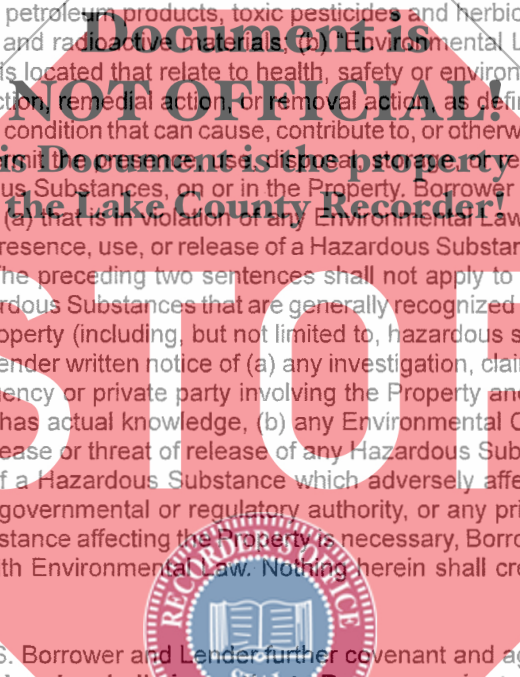 petroleum products, toxic pesticides and herbic
Document is
and radioactive materials; (b) "Environmental L
is located that relate to health, safety or environ
NOT OFFICIAL!
ction, remedial action, or removal action, as defin
condition that can cause, contribute to, or otherw
is Document is the property
ermit the presence, use, disposal, storage, or re
us Substances, on or in the Property. Borrower
the Lake County Recorder!
(a) that is in violation of any Environmental Law
resence, use, or release of a Hazardous Substan
The preceding two sentences shall not apply to
rdous Substances that are generally recognized
STOP
operty (including, but not limited to, hazardous s
ender written notice of (a) any investigation, clai
ency or private party involving the Property and
has actual knowledge, (b) any Environmental C
ease or threat of release of any Hazardous Sub
f a Hazardous Substance which adversely affe
governmental or regulatory authority, or any pri
stance affecting the Property is necessary, Borro
th Environmental Law. Nothing herein shall cre
RECORDER'S OFFICE
S. Borrower and Lender further covenant and ag